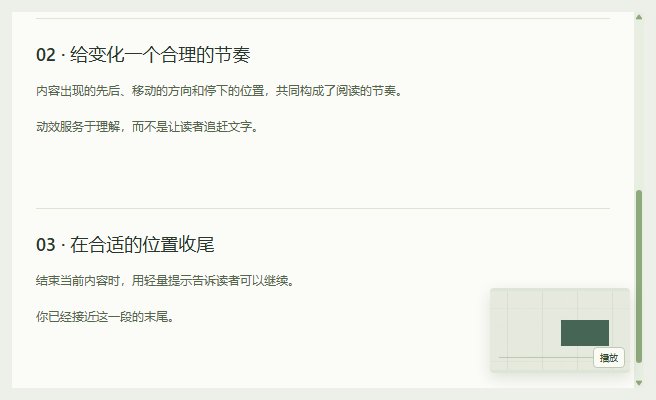 02 · 给变化一个合理的节奏
内容出现的先后、移动的方向和停下的位置，共同构成了阅读的节奏。
动效服务于理解，而不是让读者追赶文字。
03 · 在合适的位置收尾
结束当前内容时，用轻量提示告诉读者可以继续。
你已经接近这一段的末尾。
播放